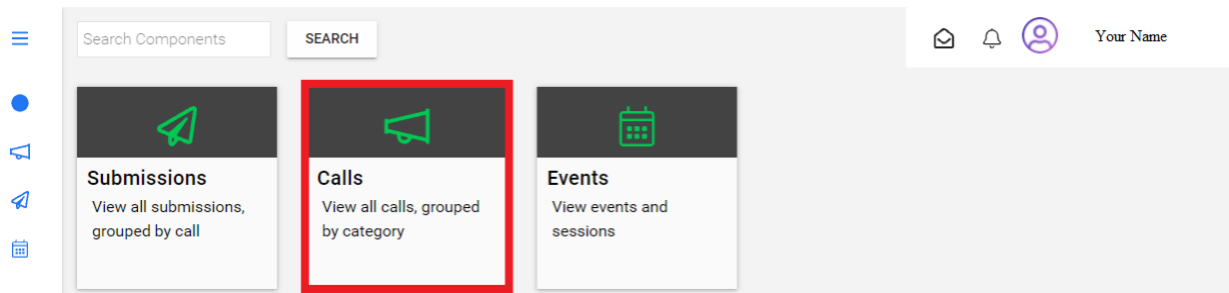 Search Components
SEARCH
Your Name
Submissions
View all submissions,
grouped by call
Calls
View all calls, grouped
by category
Events
View events and
sessions